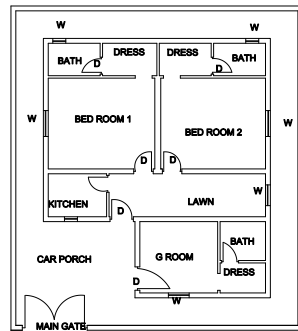 W
W
DRESS
DRESS
BATH
BATH
D
D
W
W
BED ROOM 1
BED ROOM 2
D
D
W
KITCHEN
LAWN
D
BATH
CAR PORCH
G ROOM
DRESS
D
W
MAIN GATE